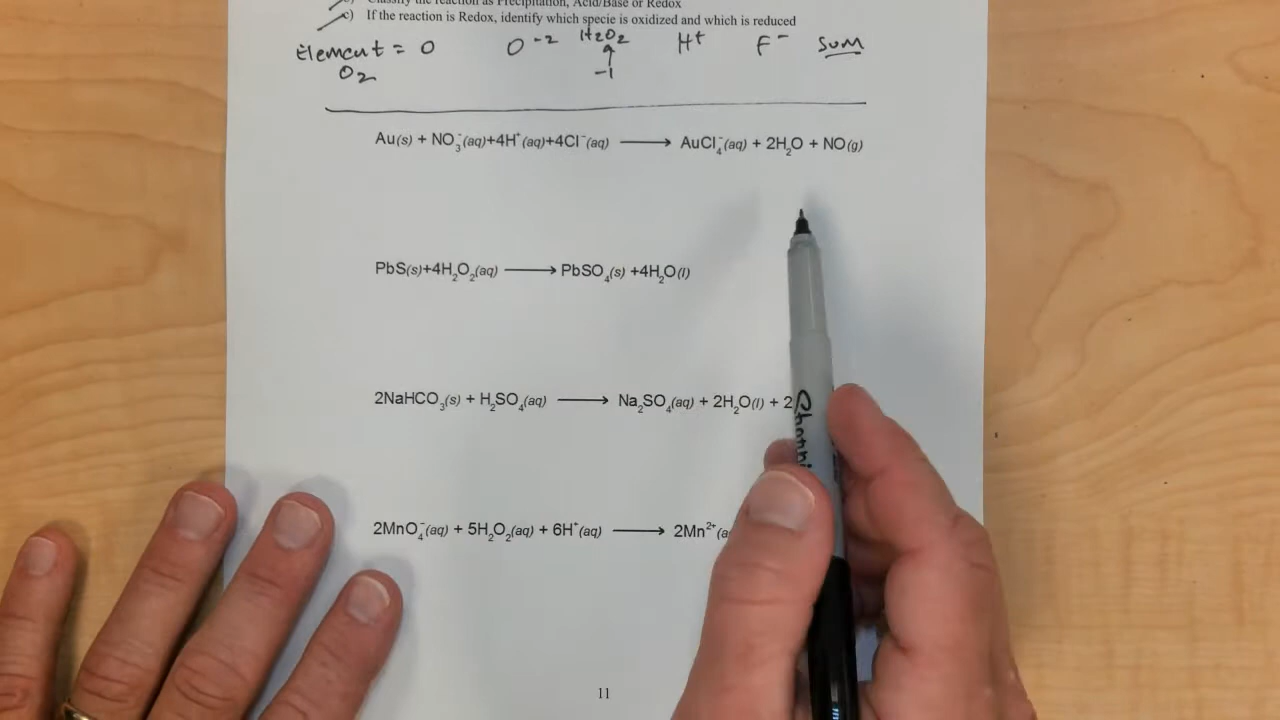 Classify the reaction as Precipitation, Acid/Base or Redox
c) If the reaction is Redox, identify which specie is oxidized and which is reduced
Element = 0 O⁻² H₂O₂ H⁺ F⁻ Sum
O₂ ↑ -1
Au(s) + NO₃⁻(aq)+4H⁺(aq)+4Cl⁻(aq) ⟶ AuCl₄⁻(aq) + 2H₂O + NO(g)
PbS(s)+4H₂O₂(aq) ⟶ PbSO₄(s) +4H₂O(l)
2NaHCO₃(s) + H₂SO₄(aq) ⟶ Na₂SO₄(aq) + 2H₂O(l) + 2
2MnO₄⁻(aq) + 5H₂O₂(aq) + 6H⁺(aq) ⟶ 2Mn²⁺(a
11